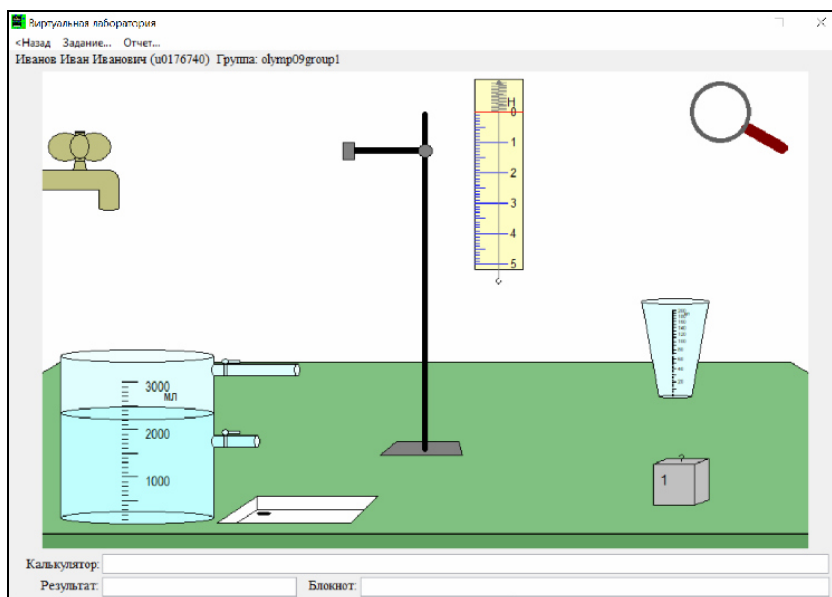 Виртуальная лаборатория
<Назад Задание... Отчет...
Иванов Иван Иванович (u0176740) Группа: olymp09group1
Н
0
1
2
3
4
5
3000
МЛ
2000
1000
1
Калькулятор:
Результат: Блокнот: